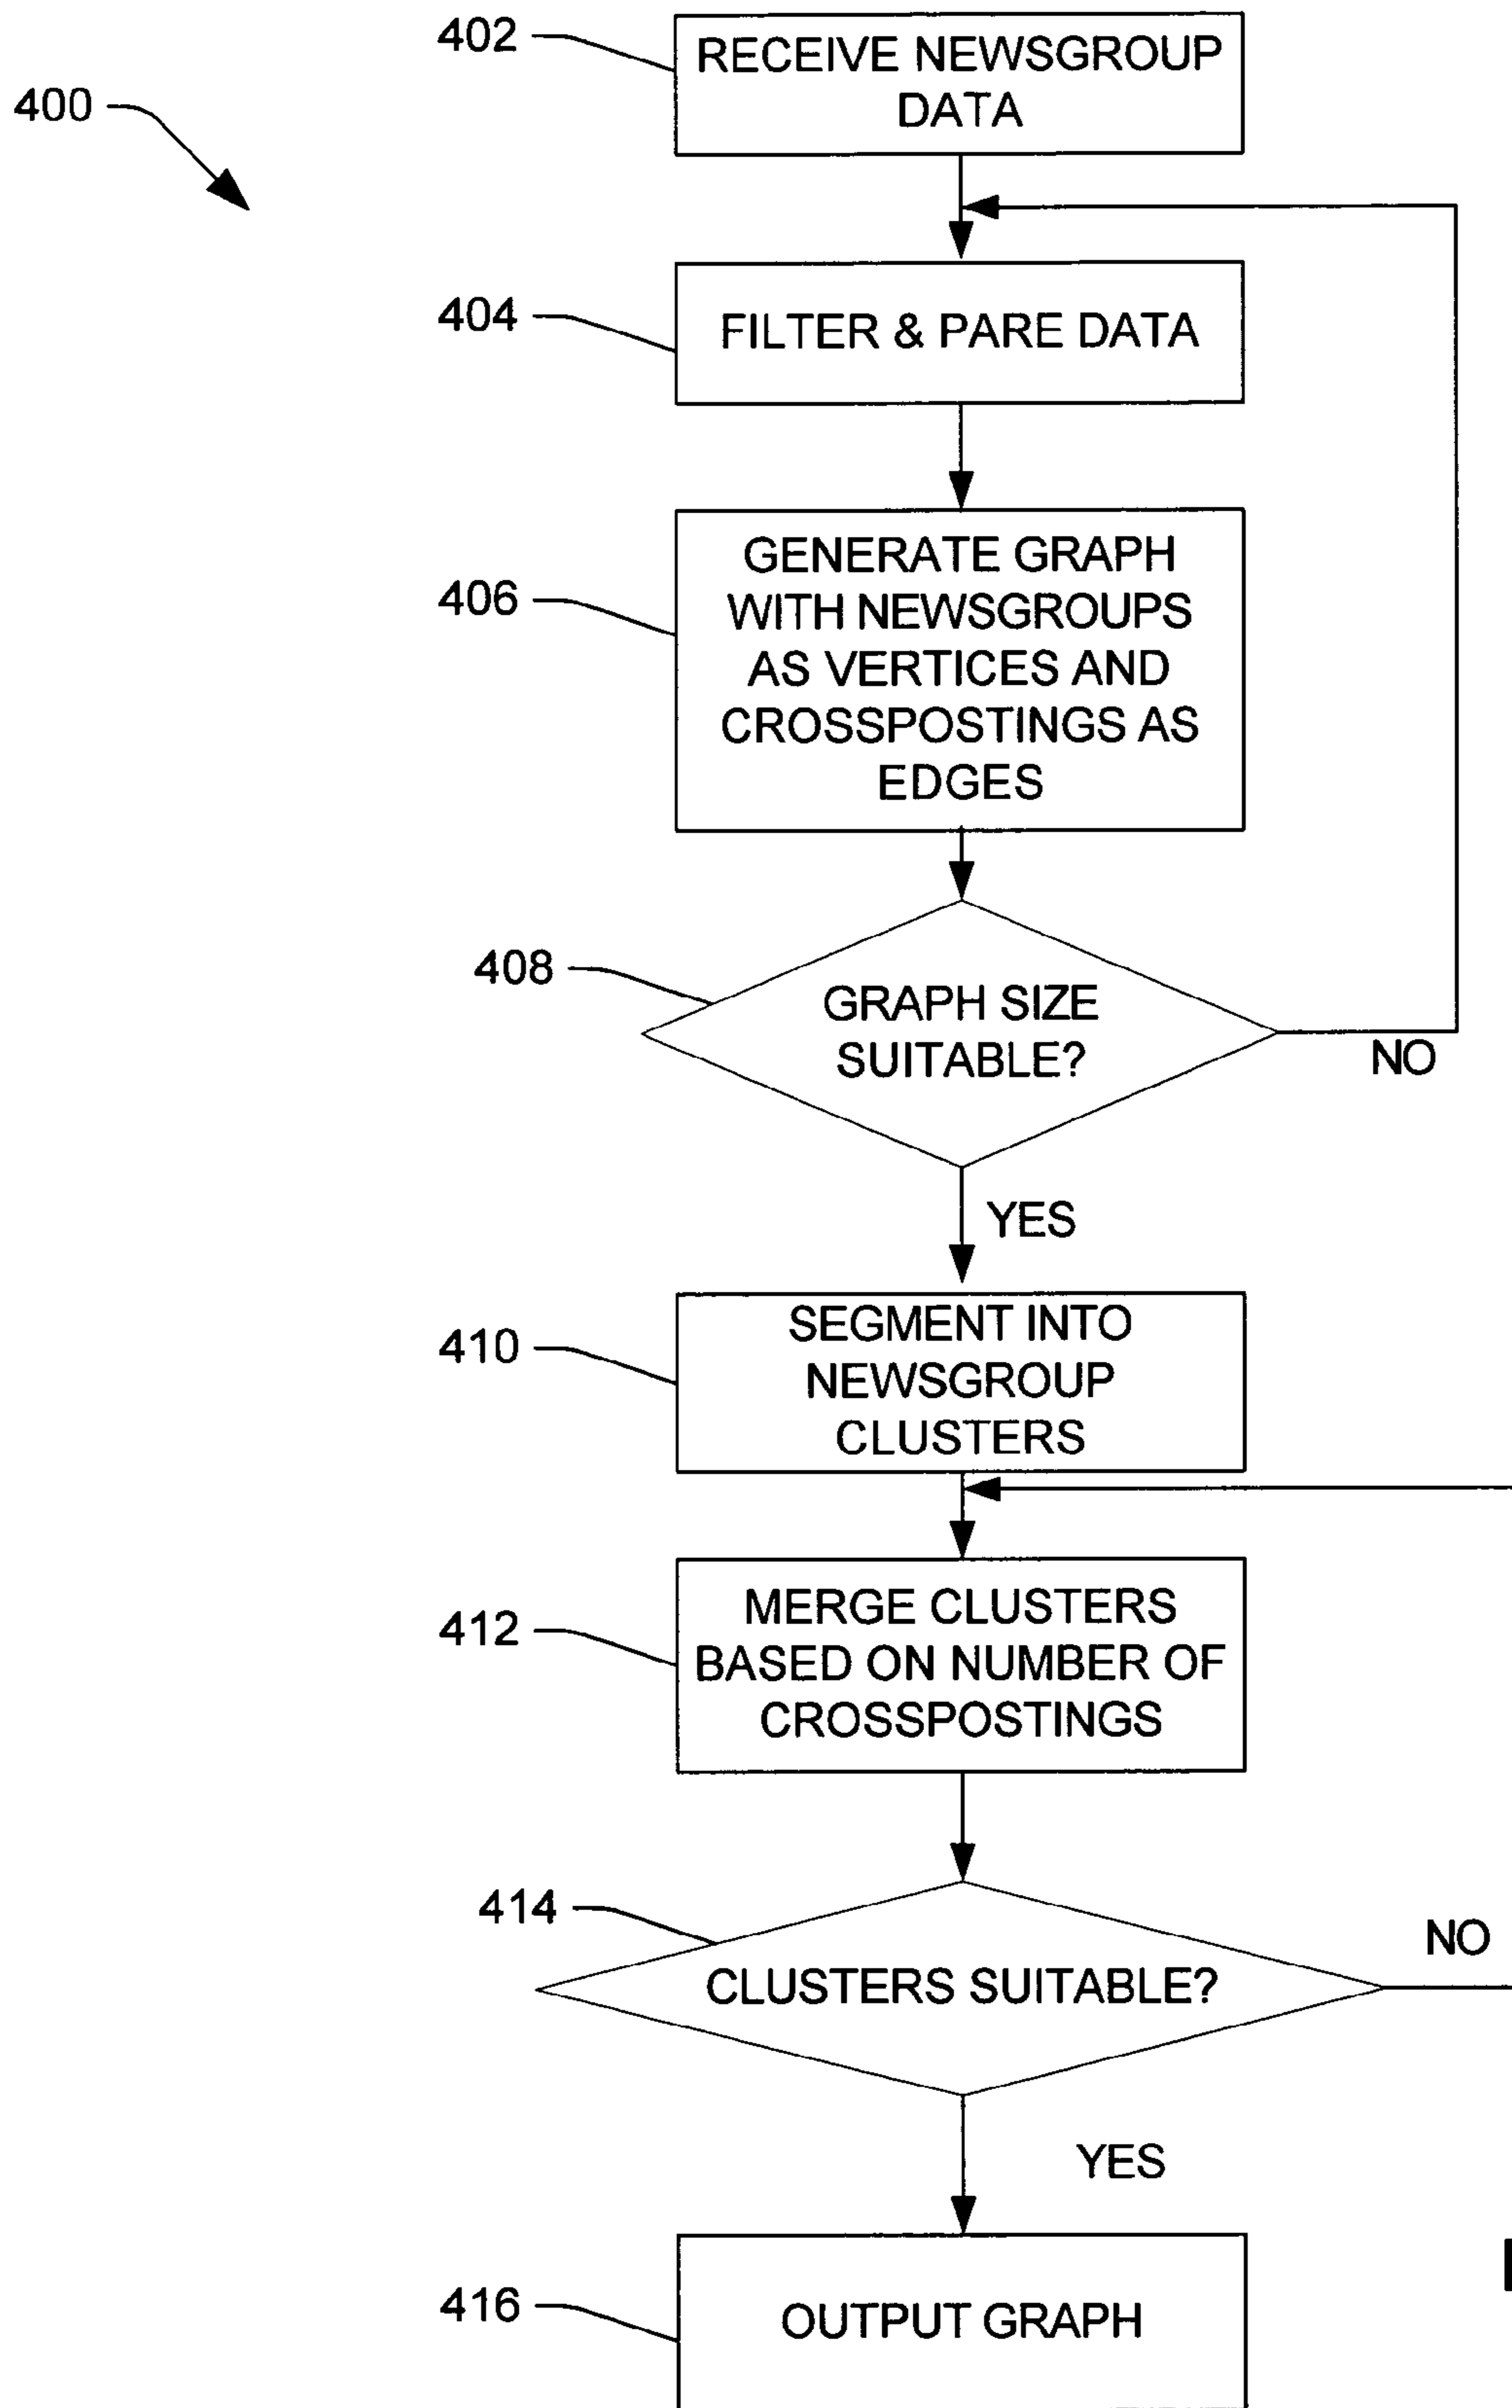 402
RECEIVE NEWSGROUP
DATA
400
404
FILTER & PARE DATA
406
GENERATE GRAPH
WITH NEWSGROUPS
AS VERTICES AND
CROSSPOSTINGS AS
EDGES
408
GRAPH SIZE
SUITABLE?
NO
YES
410
SEGMENT INTO
NEWSGROUP
CLUSTERS
412
MERGE CLUSTERS
BASED ON NUMBER OF
CROSSPOSTINGS
414
CLUSTERS SUITABLE?
NO
YES
416
OUTPUT GRAPH